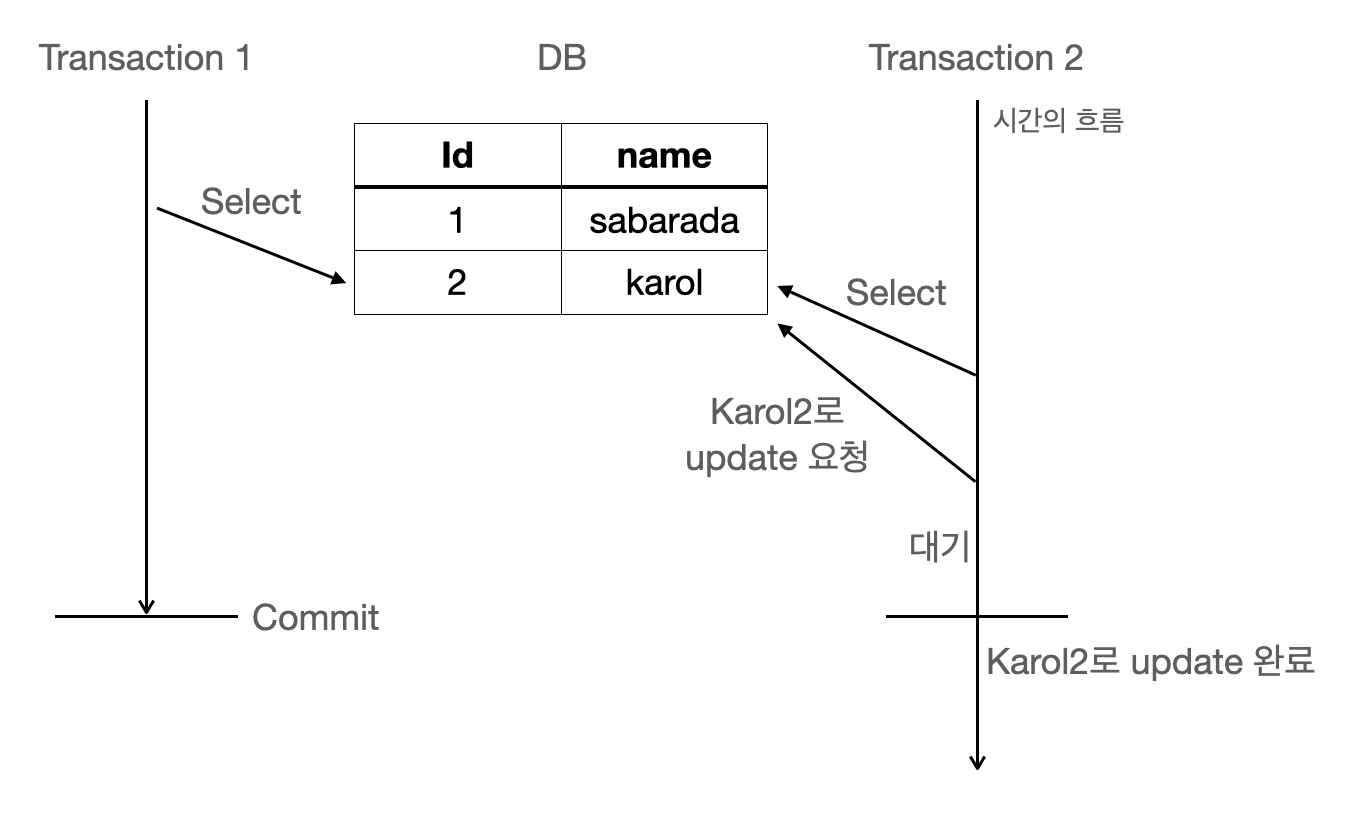 Transaction 1
DB
Transaction 2
시간의 흐름
Id name
Select
1 sabarada
2 karol
Select
Karol2로
update 요청
대기
Commit
Karol2로 update 완료